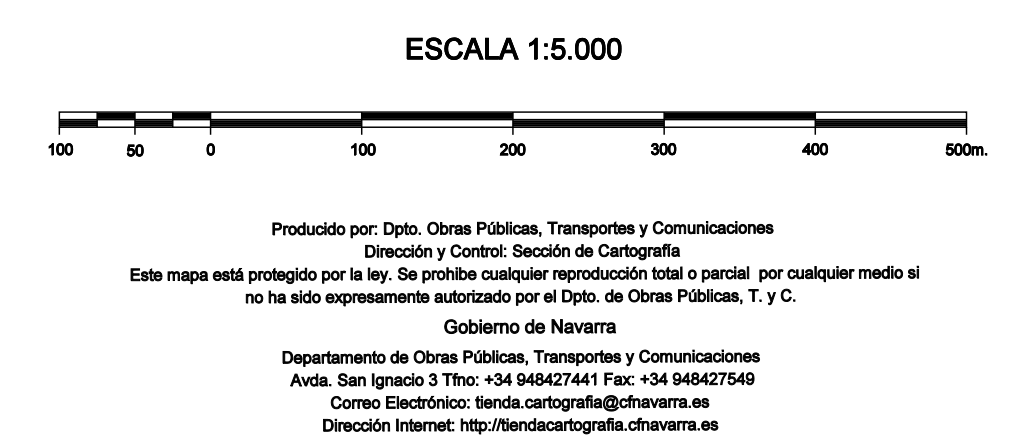 ESCALA 1:5.000
100 50 0 100 200 300 400 500m.
Producido por: Dpto. Obras Públicas, Transportes y Comunicaciones
Dirección y Control: Sección de Cartografía
Este mapa está protegido por la ley. Se prohibe cualquier reproducción total o parcial por cualquier medio si
no ha sido expresamente autorizado por el Dpto. de Obras Públicas, T. y C.
Gobierno de Navarra
Departamento de Obras Públicas, Transportes y Comunicaciones
Avda. San Ignacio 3 Tfno: +34 948427441 Fax: +34 948427549
Correo Electrónico: tienda.cartografia@cfnavarra.es
Dirección Internet: http://tiendacartografia.cfnavarra.es